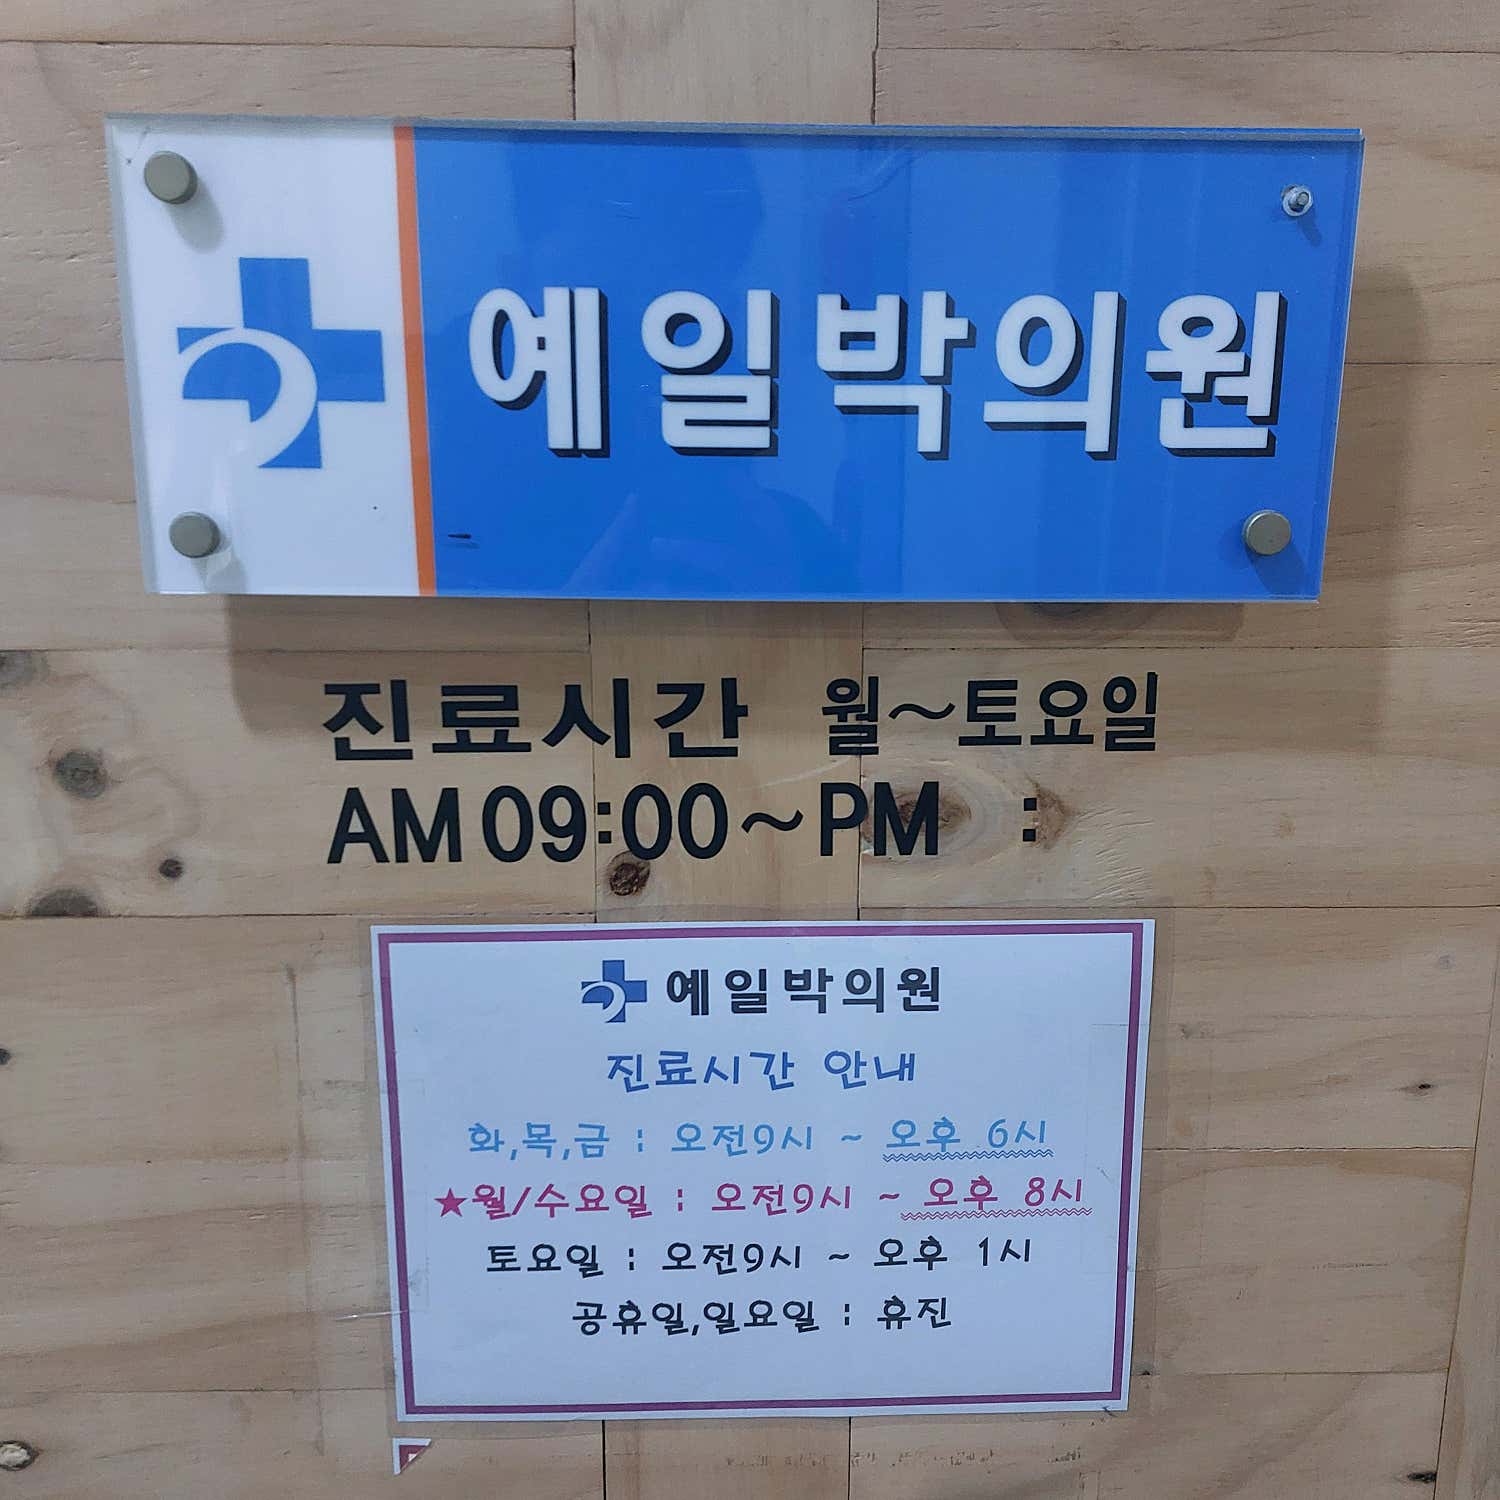 예일박의원
진료시간 월~토요일
AM 09:00~PM :
예일박의원
진료시간 안내
화,목,금 : 오전9시 ~ 오후 6시
★월/수요일 : 오전9시 ~ 오후 8시
토요일 : 오전9시 ~ 오후 1시
공휴일,일요일 : 휴진